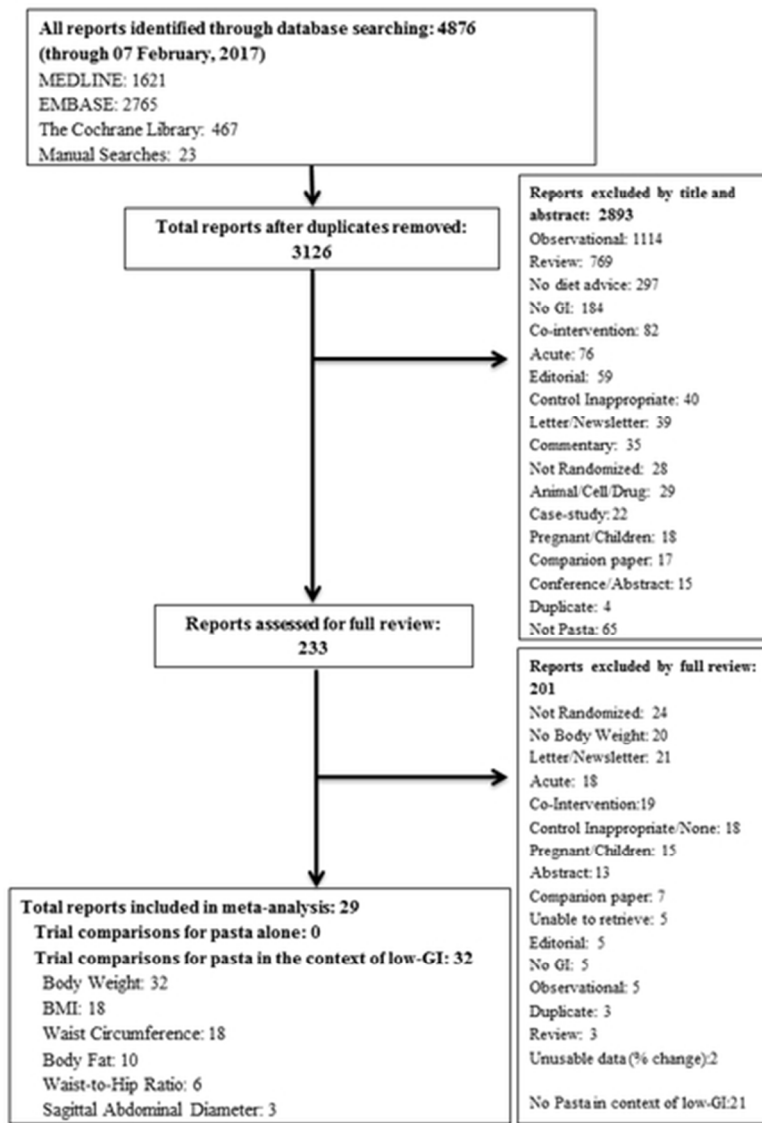 All reports identified through database searching: 4876
(through 07 February, 2017)
MEDLINE: 1621
EMBASE: 2765
The Cochrane Library: 467
Manual Searches: 23
Total reports after duplicates removed:
3126
Reports excluded by title and
abstract: 2893
Observational: 1114
Review: 769
No diet advice: 297
No GI: 184
Co-intervention: 82
Acute: 76
Editorial: 59
Control Inappropriate: 40
Letter/Newsletter: 39
Commentary: 35
Not Randomized: 28
Animal/Cell/Drug: 29
Case-study: 22
Pregnant/Children: 18
Companion paper: 17
Conference/Abstract: 15
Duplicate: 4
Not Pasta: 65
Reports assessed for full review:
233
Reports excluded by full review:
201
Not Randomized: 24
No Body Weight: 20
Letter/Newsletter: 21
Acute: 18
Co-Intervention:19
Control Inappropriate/None: 18
Pregnant/Children: 15
Abstract: 13
Companion paper: 7
Unable to retrieve: 5
Editorial: 5
No GI: 5
Observational: 5
Duplicate: 3
Review: 3
Unusable data (% change):2
No Pasta in context of low-GI:21
Total reports included in meta-analysis: 29
Trial comparisons for pasta alone: 0
Trial comparisons for pasta in the context of low-GI: 32
Body Weight: 32
BMI: 18
Waist Circumference: 18
Body Fat: 10
Waist-to-Hip Ratio: 6
Sagittal Abdominal Diameter: 3